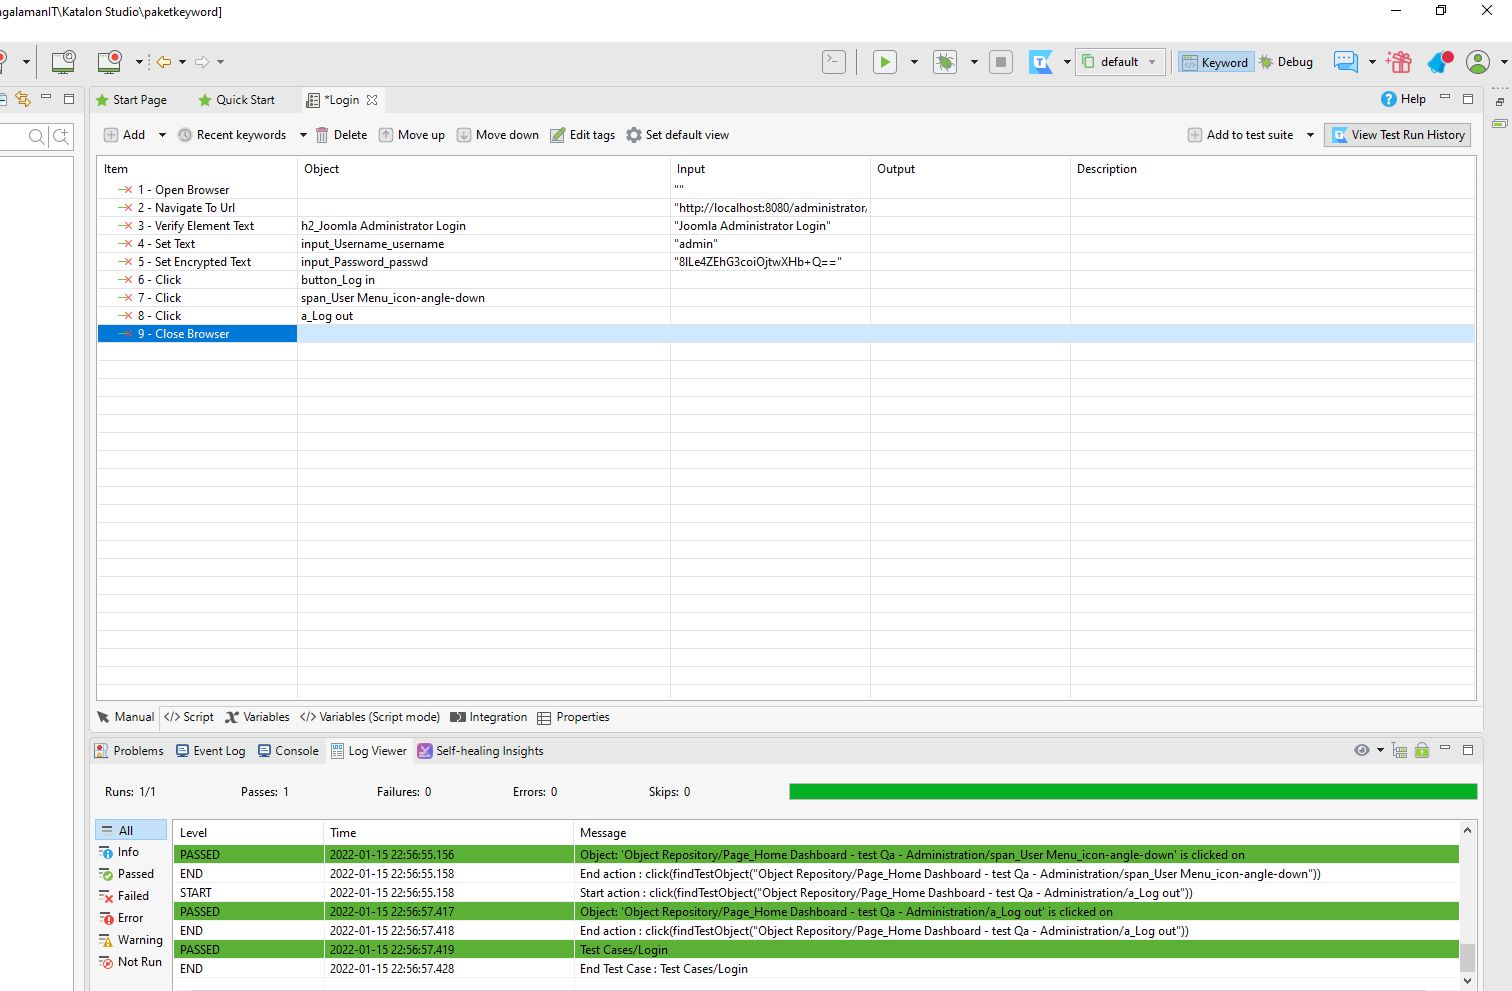 ngalamanIT\Katalon Studio\paketkeyword]
default
Keyword
Debug
Start Page
Quick Start
*Login
Help
Add
Recent keywords
Delete
Move up
Move down
Edit tags
Set default view
Add to test suite
View Test Run History
Item Object Input Output Description
1 - Open Browser ""
2 - Navigate To Url "http://localhost:8080/administrator/
3 - Verify Element Text h2_Joomla Administrator Login "Joomla Administrator Login"
4 - Set Text input_Username_username "admin"
5 - Set Encrypted Text input_Password_passwd "8ILe4ZEhG3coiOjtwXHb+Q=="
6 - Click button_Log in
7 - Click span_User Menu_icon-angle-down
8 - Click a_Log out
9 - Close Browser
Manual </> Script Variables </> Variables (Script mode) Integration Properties
Problems Event Log Console Log Viewer Self-healing Insights
Runs: 1/1 Passes: 1 Failures: 0 Errors: 0 Skips: 0
All
Info
Passed
Failed
Error
Warning
Not Run
Level Time Message
PASSED 2022-01-15 22:56:55.156 Object: 'Object Repository/Page_Home Dashboard - test Qa - Administration/span_User Menu_icon-angle-down' is clicked on
END 2022-01-15 22:56:55.158 End action : click(findTestObject("Object Repository/Page_Home Dashboard - test Qa - Administration/span_User Menu_icon-angle-down"))
START 2022-01-15 22:56:55.158 Start action : click(findTestObject("Object Repository/Page_Home Dashboard - test Qa - Administration/a_Log out"))
PASSED 2022-01-15 22:56:57.417 Object: 'Object Repository/Page_Home Dashboard - test Qa - Administration/a_Log out' is clicked on
END 2022-01-15 22:56:57.418 End action : click(findTestObject("Object Repository/Page_Home Dashboard - test Qa - Administration/a_Log out"))
PASSED 2022-01-15 22:56:57.419 Test Cases/Login
END 2022-01-15 22:56:57.428 End Test Case : Test Cases/Login